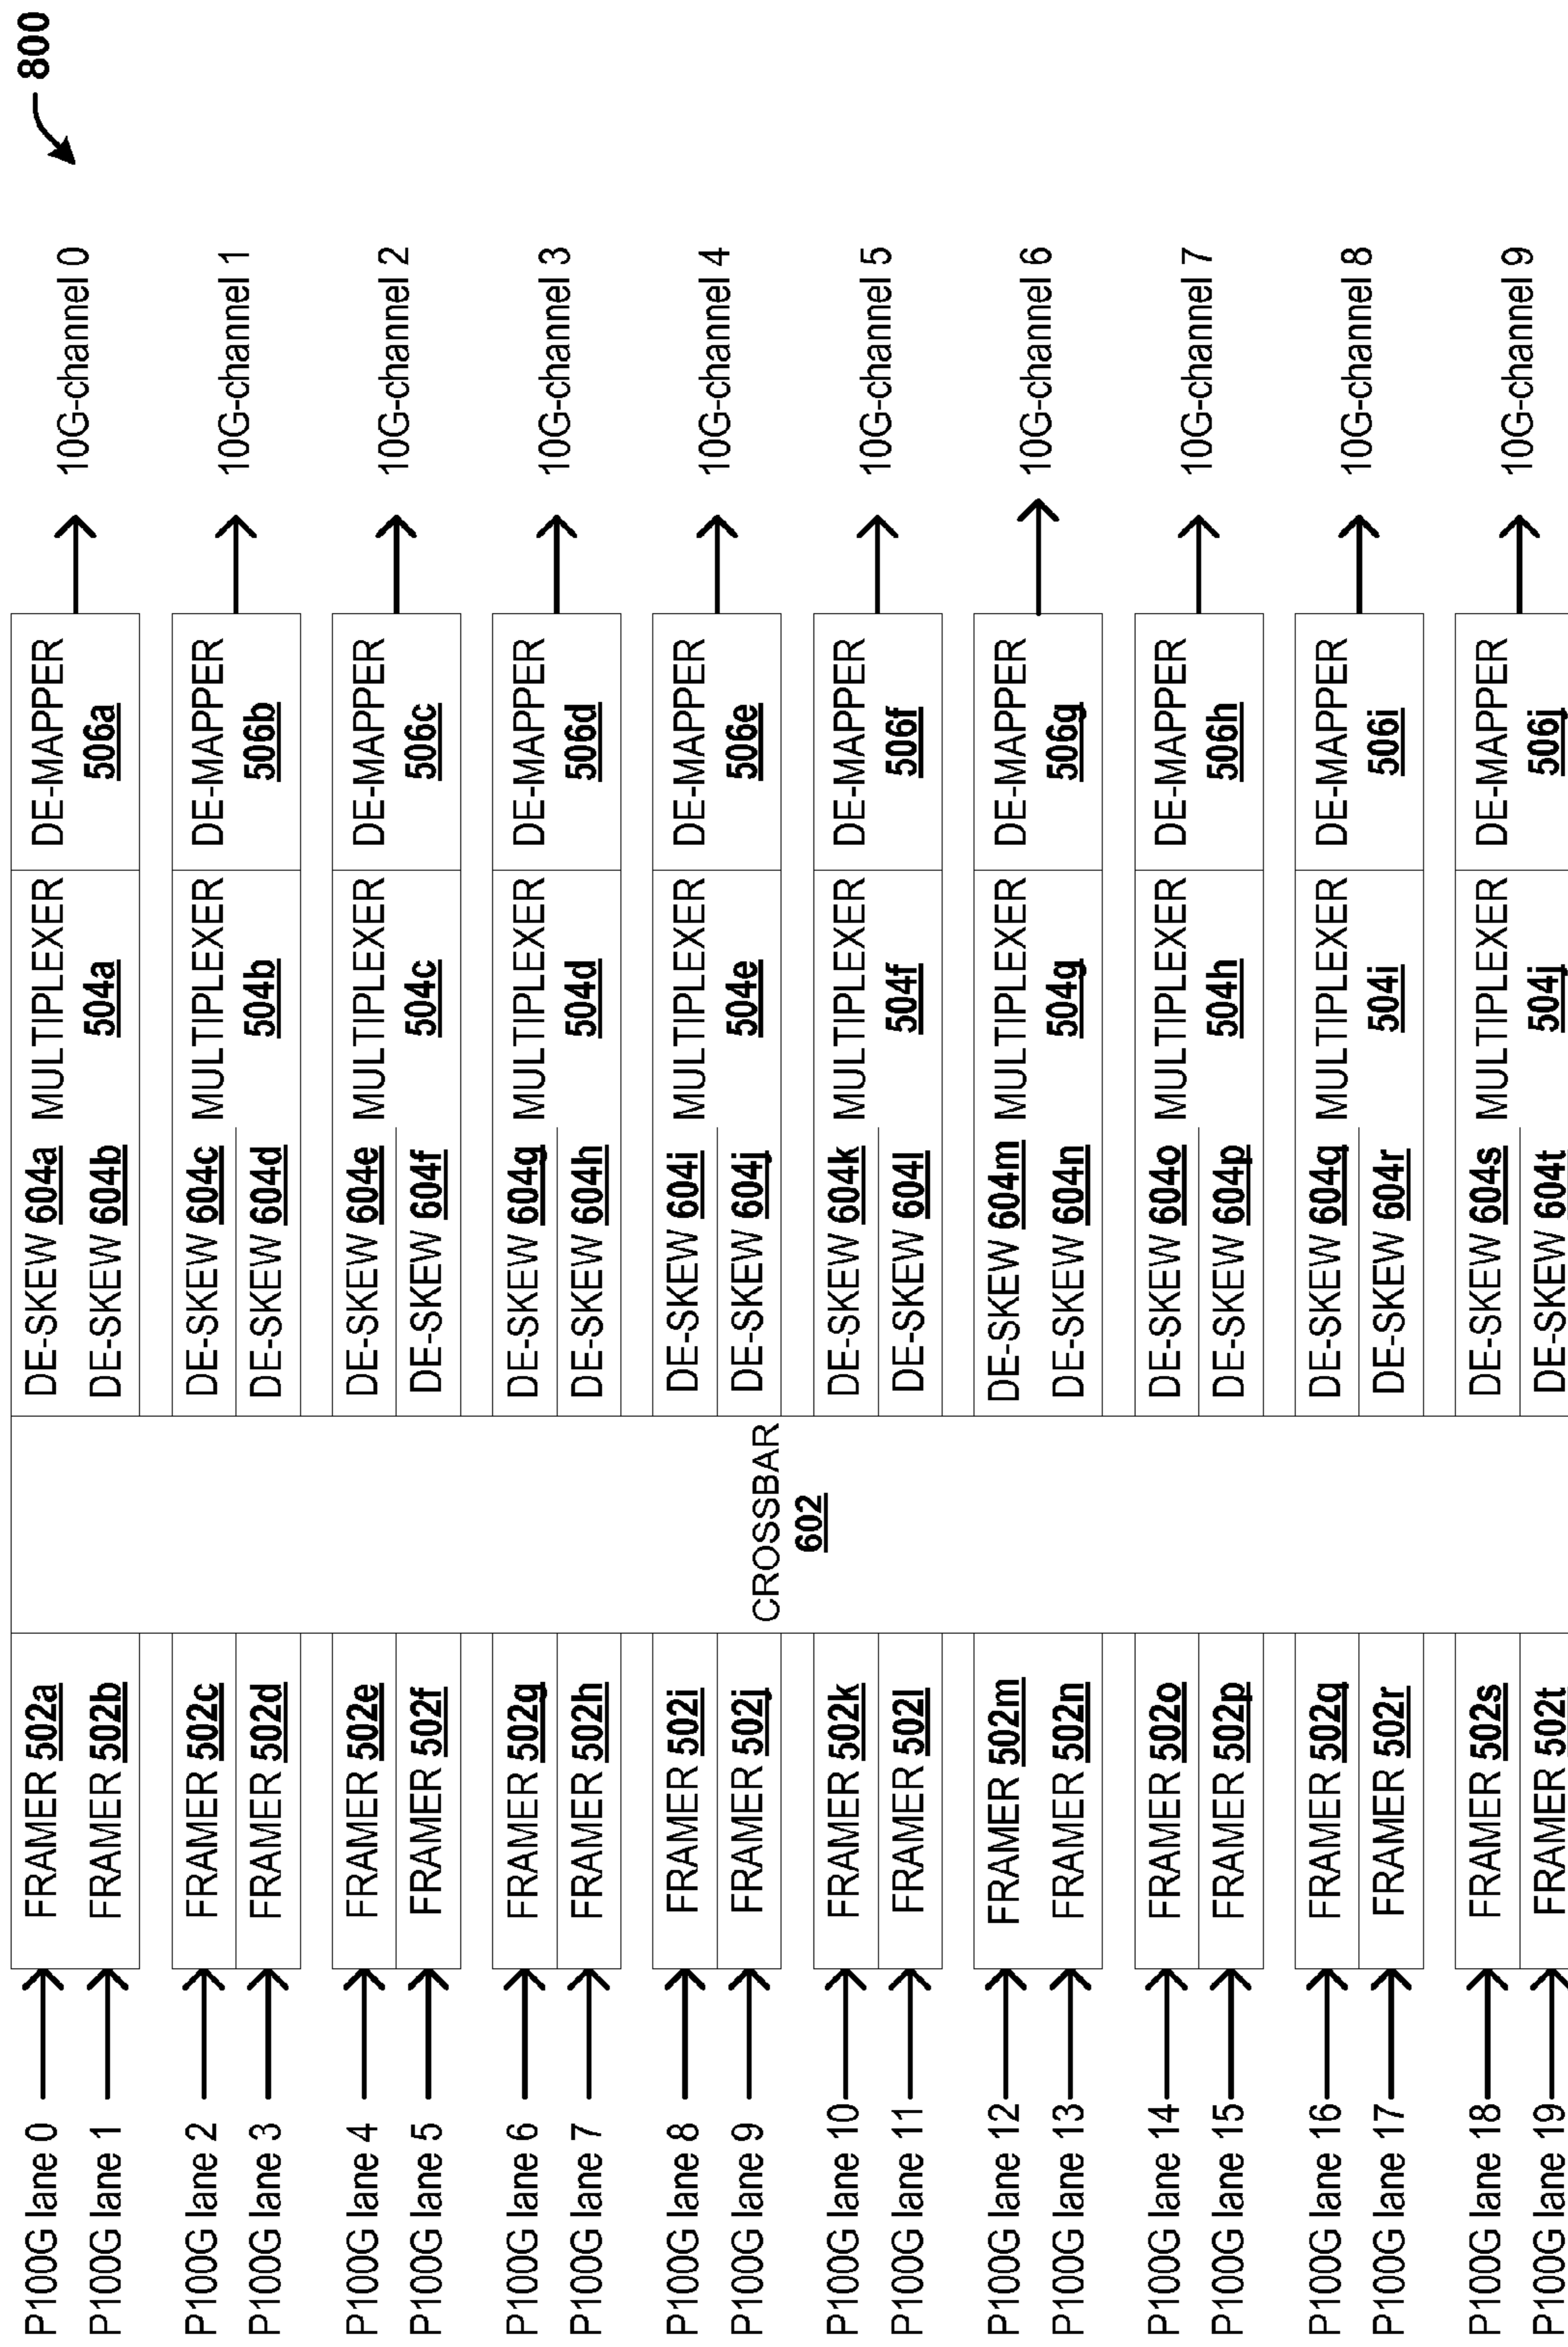 800
P100G lane 0
P100G lane 1
FRAMER 502a
FRAMER 502b
DE-SKEW 604a
DE-SKEW 604b
MULTIPLEXER
504a
DE-MAPPER
506a
10G-channel 0
P100G lane 2
P100G lane 3
FRAMER 502c
FRAMER 502d
DE-SKEW 604c
DE-SKEW 604d
MULTIPLEXER
504b
DE-MAPPER
506b
10G-channel 1
P100G lane 4
P100G lane 5
FRAMER 502e
FRAMER 502f
DE-SKEW 604e
DE-SKEW 604f
MULTIPLEXER
504c
DE-MAPPER
506c
10G-channel 2
P100G lane 6
P100G lane 7
FRAMER 502g
FRAMER 502h
DE-SKEW 604g
DE-SKEW 604h
MULTIPLEXER
504d
DE-MAPPER
506d
10G-channel 3
P100G lane 8
P100G lane 9
FRAMER 502i
FRAMER 502j
CROSSBAR
602
DE-SKEW 604i
DE-SKEW 604j
MULTIPLEXER
504e
DE-MAPPER
506e
10G-channel 4
P100G lane 10
P100G lane 11
FRAMER 502k
FRAMER 502l
DE-SKEW 604k
DE-SKEW 604l
MULTIPLEXER
504f
DE-MAPPER
506f
10G-channel 5
P100G lane 12
P100G lane 13
FRAMER 502m
FRAMER 502n
DE-SKEW 604m
DE-SKEW 604n
MULTIPLEXER
504g
DE-MAPPER
506g
10G-channel 6
P100G lane 14
P100G lane 15
FRAMER 502o
FRAMER 502p
DE-SKEW 604o
DE-SKEW 604p
MULTIPLEXER
504h
DE-MAPPER
506h
10G-channel 7
P100G lane 16
P100G lane 17
FRAMER 502q
FRAMER 502r
DE-SKEW 604q
DE-SKEW 604r
MULTIPLEXER
504i
DE-MAPPER
506i
10G-channel 8
P100G lane 18
P100G lane 19
FRAMER 502s
FRAMER 502t
DE-SKEW 604s
DE-SKEW 604t
MULTIPLEXER
504j
DE-MAPPER
506j
10G-channel 9